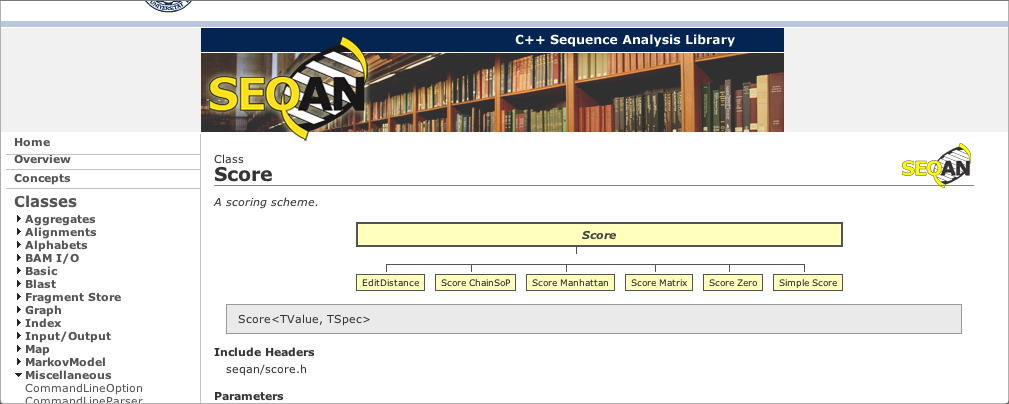 UNIVERSITÄT
C++ Sequence Analysis Library
SEQAN
Home
Overview
Concepts
Classes
Aggregates
Alignments
Alphabets
BAM I/O
Basic
Blast
Fragment Store
Graph
Index
Input/Output
Map
MarkovModel
Miscellaneous
CommandLineOption
CommandLineParser
Class
Score
SEQAN
A scoring scheme.
Score
EditDistance Score ChainSoP Score Manhattan Score Matrix Score Zero Simple Score
Score<TValue, TSpec>
Include Headers
seqan/score.h
Parameters